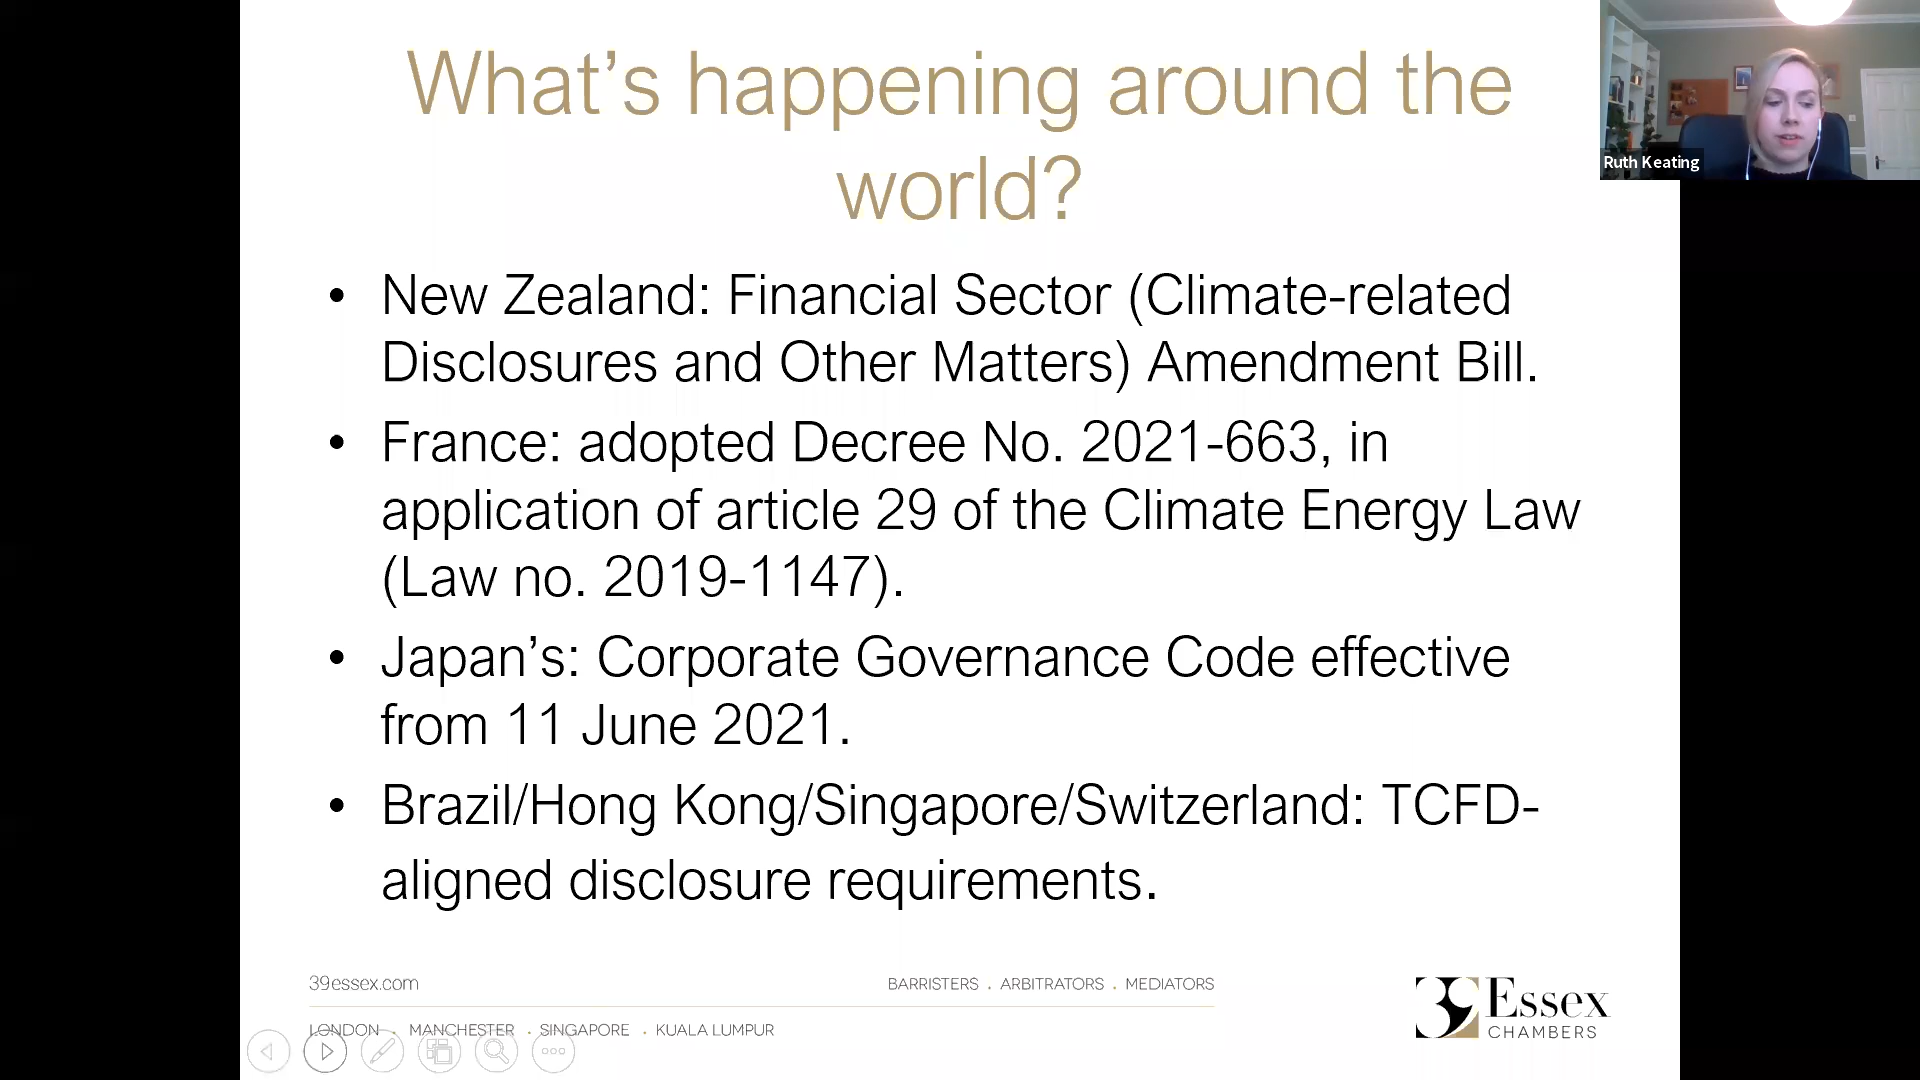 What's happening around the
world?
Ruth Keating
• New Zealand: Financial Sector (Climate-related
Disclosures and Other Matters) Amendment Bill.
• France: adopted Decree No. 2021-663, in
application of article 29 of the Climate Energy Law
(Law no. 2019-1147).
• Japan's: Corporate Governance Code effective
from 11 June 2021.
• Brazil/Hong Kong/Singapore/Switzerland: TCFD-
aligned disclosure requirements.
39essex.com
BARRISTERS . ARBITRATORS . MEDIATORS
LONDON . MANCHESTER . SINGAPORE . KUALA LUMPUR
39 Essex
CHAMBERS